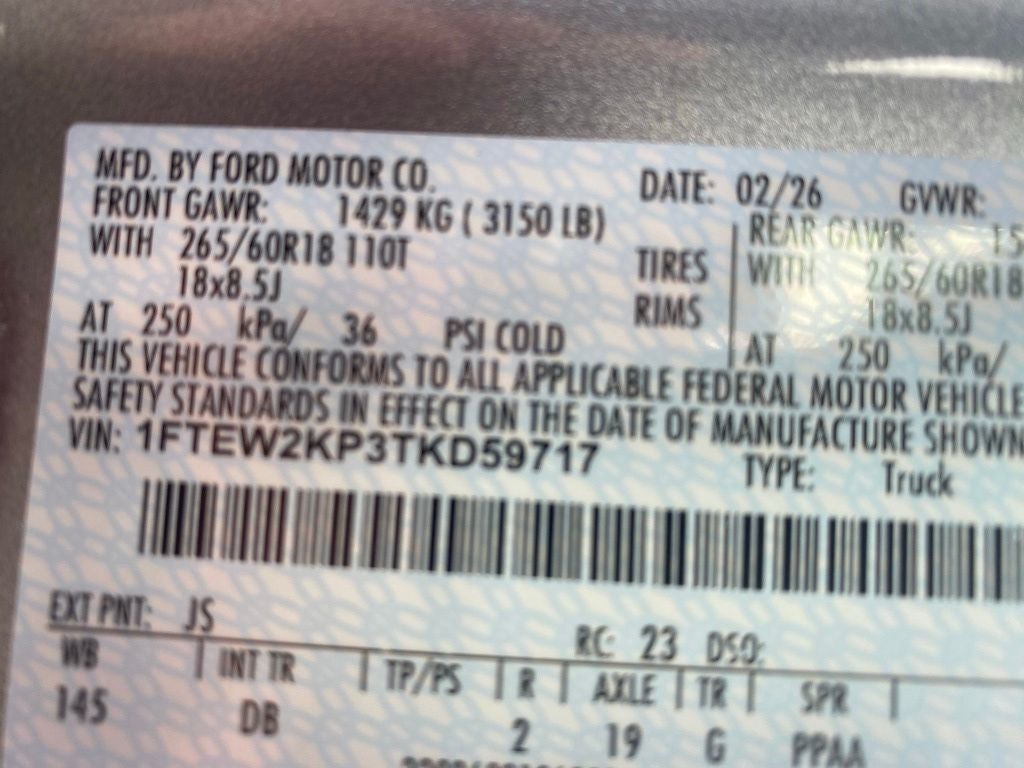 MFD. BY FORD MOTOR CO. DATE: 02/26 GVWR:
FRONT GAWR: 1429 KG ( 3150 LB) REAR GAWR: 15
WITH 265/60R18 110T TIRES WITH 265/60R18
18x8.5J RIMS 18x8.5J
AT 250 kPa/ 36 PSI COLD AT 250 kPa/
THIS VEHICLE CONFORMS TO ALL APPLICABLE FEDERAL MOTOR VEHICLE
SAFETY STANDARDS IN EFFECT ON THE DATE OF MANUFACTURE SHOWN
VIN: 1FTEW2KP3TKD59717 TYPE: Truck
EXT PNT: JS RC: 23 DSO:
WB INT TR TP/PS R AXLE TR SPR
145 DB 2 19 G PPAA